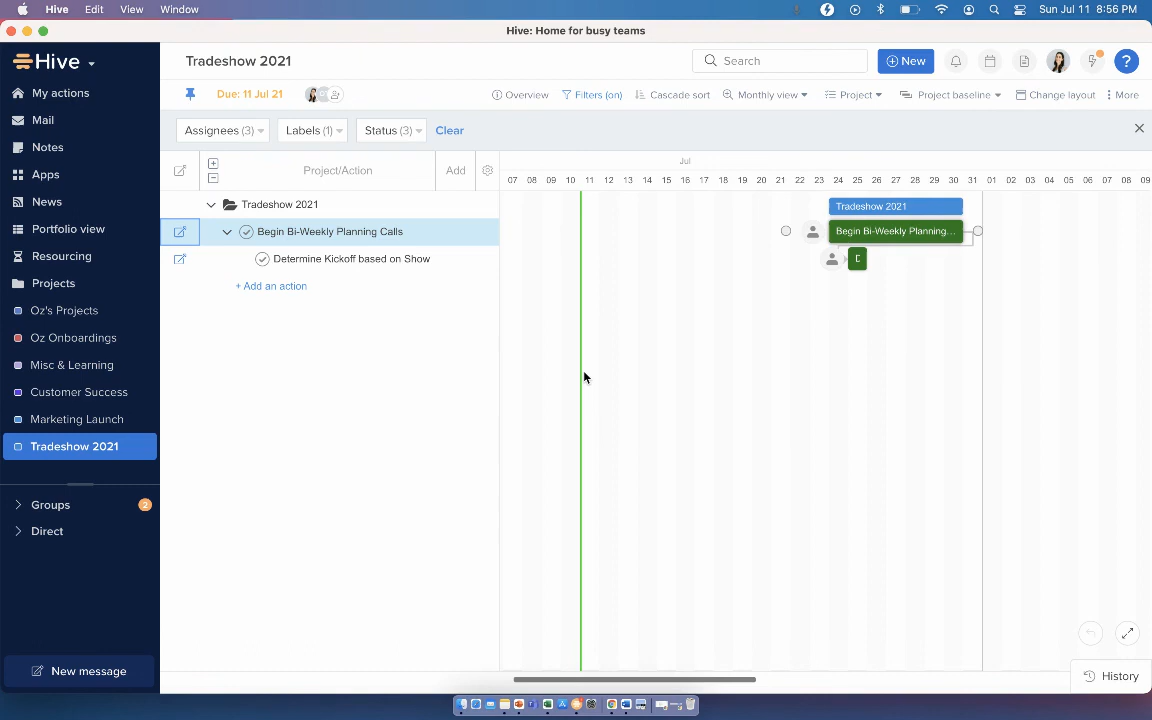 Hive Edit View Window Sun Jul 11 8:56 PM
Hive: Home for busy teams
Hive
Tradeshow 2021
Search
New
?
Due: 11 Jul 21
Overview
Filters (on)
Cascade sort
Monthly view
Project
Project baseline
Change layout
More
Assignees (3)
Labels (1)
Status (3)
Clear
My actions
Mail
Notes
Apps
News
Portfolio view
Resourcing
Projects
Oz's Projects
Oz Onboardings
Misc & Learning
Customer Success
Marketing Launch
Tradeshow 2021
Groups 2
Direct
New message
Project/Action
Add
Jul
07 08 09 10 11 12 13 14 15 16 17 18 19 20 21 22 23 24 25 26 27 28 29 30 31 01 02 03 04 05 06 07 08 09
Tradeshow 2021
Tradeshow 2021
Begin Bi-Weekly Planning Calls
Begin Bi-Weekly Planning...
Determine Kickoff based on Show
+ Add an action
History